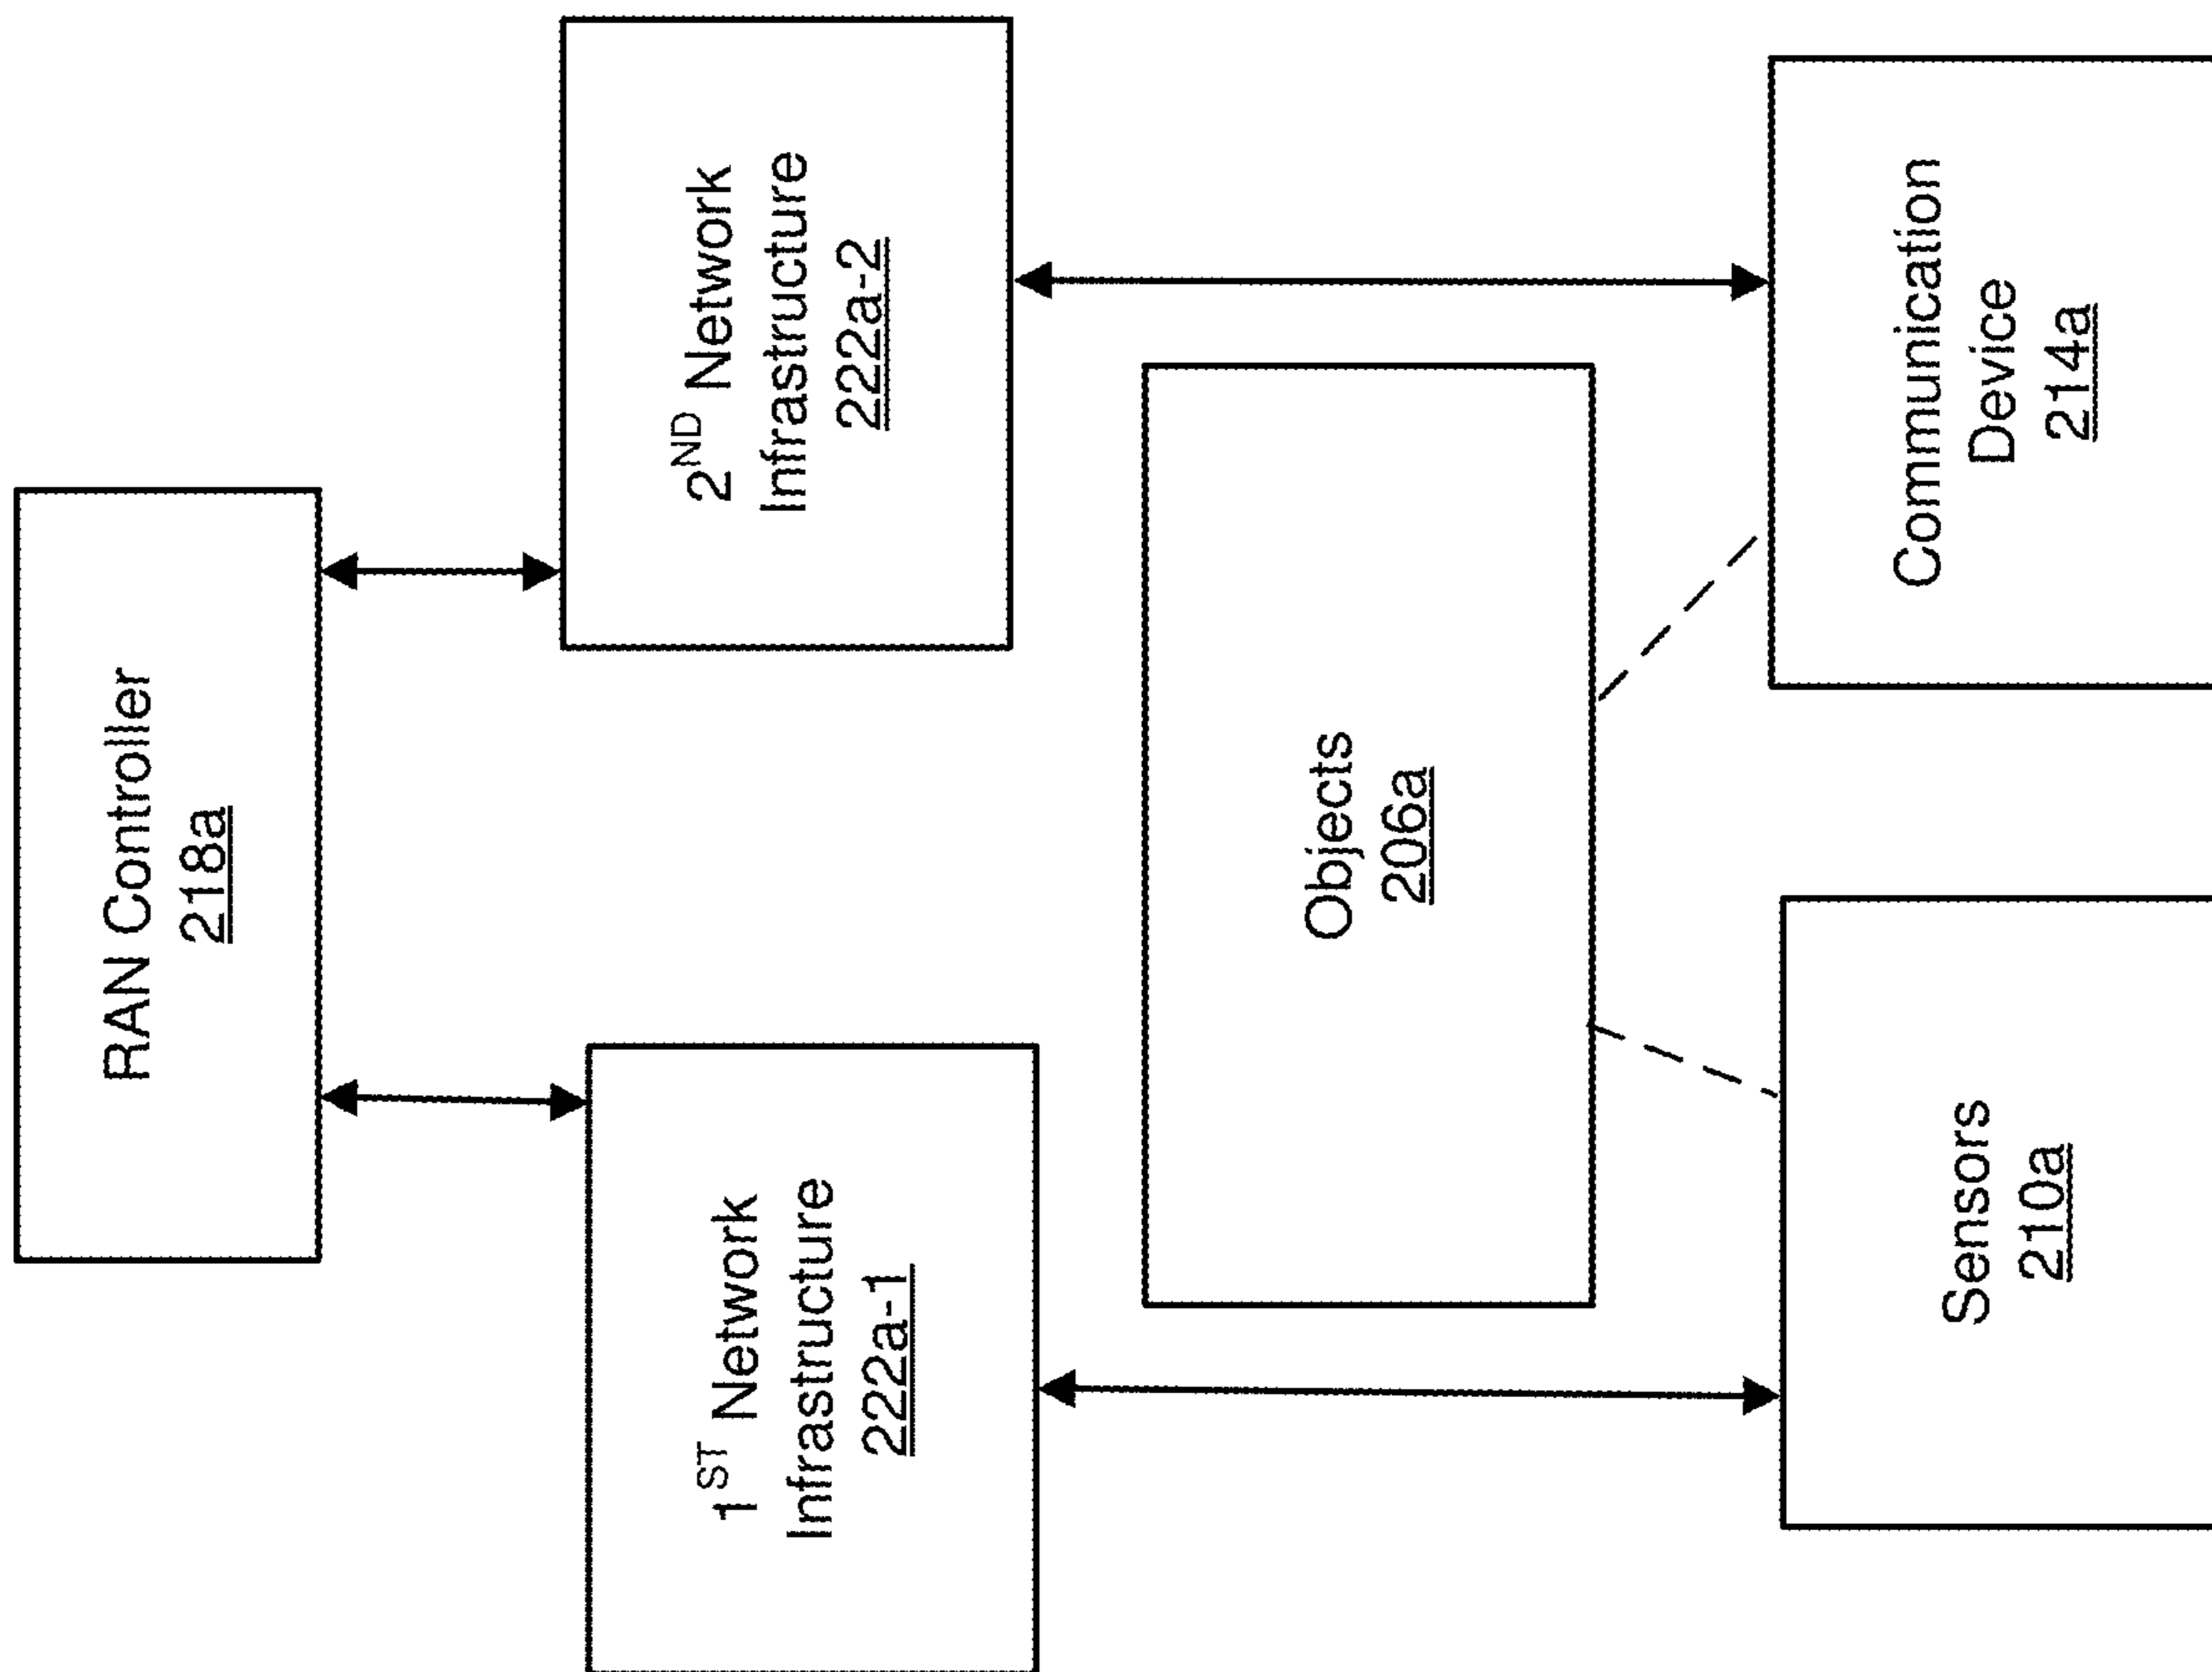 RAN Controller
218a
1ST Network
Infrastructure
222a-1
2ND Network
Infrastructure
222a-2
Objects
206a
Sensors
210a
Communication
Device
214a